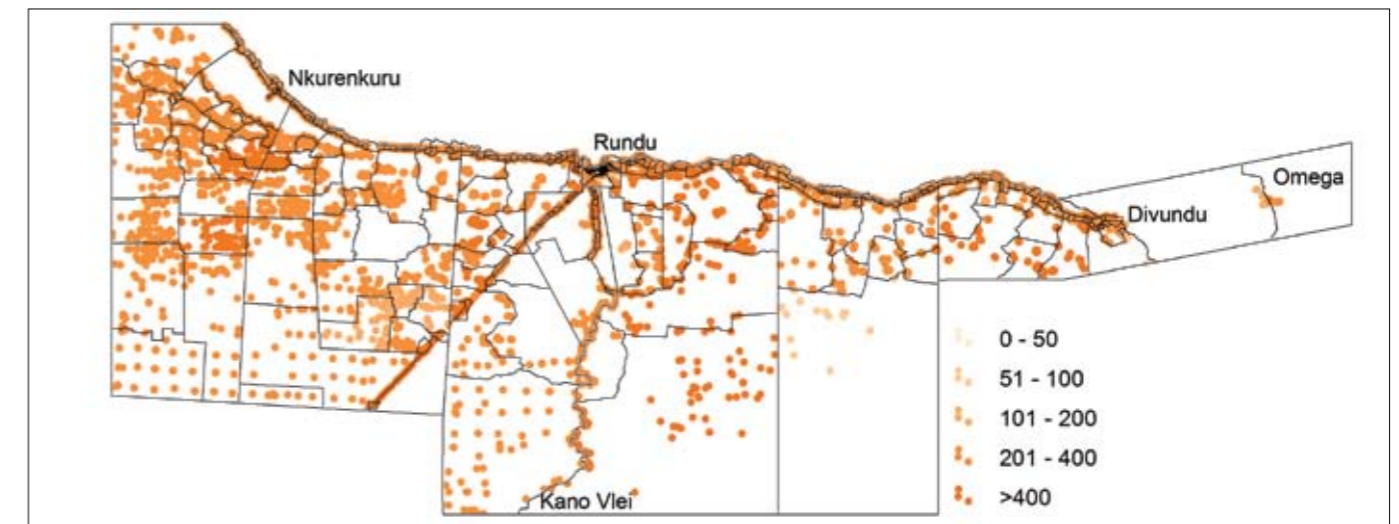 Nkurenkuru
Rundu
Omega
Divundu
0 - 50
51 - 100
101 - 200
201 - 400
>400
Kano Vlei